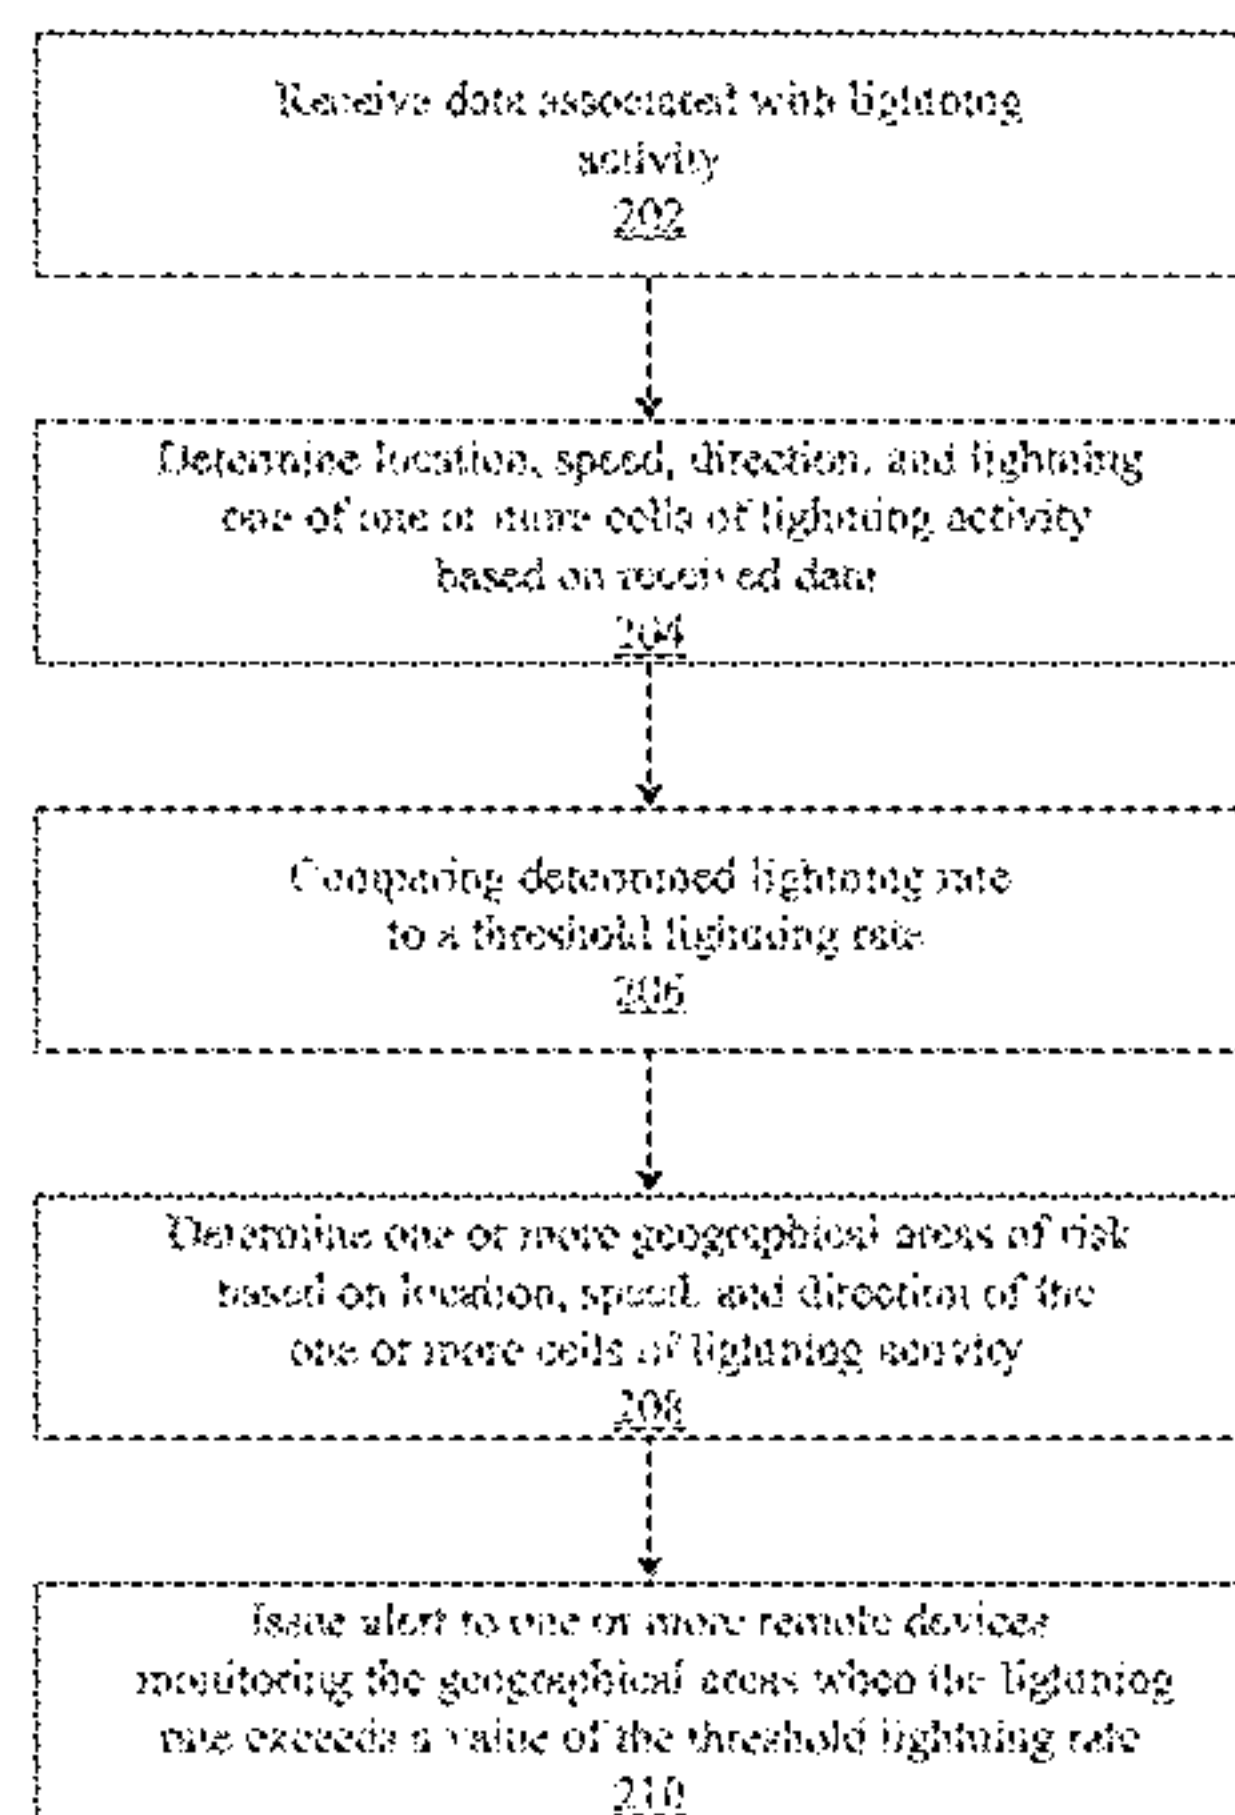 Receive data associated with lightning
activity
202
Determine location, speed, direction, and lightning
rate of one or more cells of lightning activity
based on received data
204
Comparing determined lightning rate
to a threshold lightning rate
206
Determine one or more geographical areas of risk
based on location, speed, and direction of the
one or more cells of lightning activity
208
Issue alert to one or more remote devices
monitoring the geographical areas when the lightning
rate exceeds a value of the threshold lightning rate
210